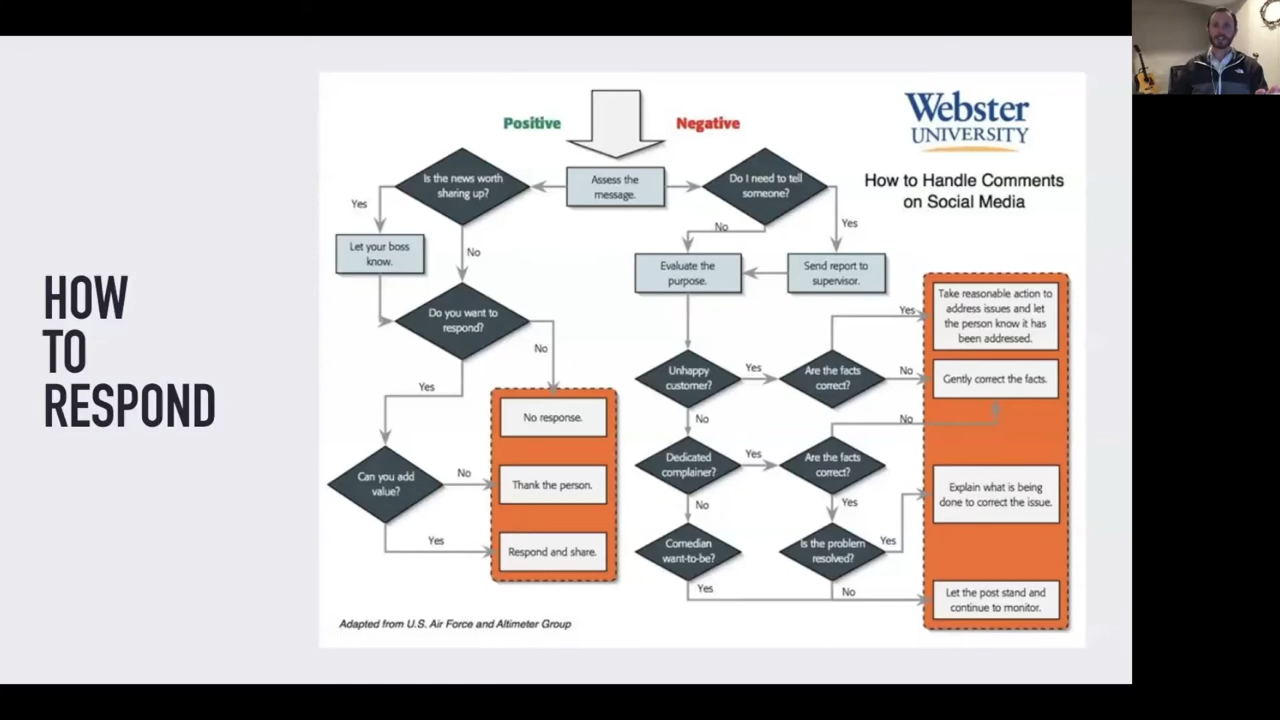 HOW
TO
RESPOND
Positive
Negative
Webster
UNIVERSITY
How to Handle Comments
on Social Media
Assess the
message.
Is the news worth
sharing up?
Yes
Let your boss
know.
No
Do you want to
respond?
No
Yes
Can you add
value?
No
Yes
No response.
Thank the person.
Respond and share.
Do I need to tell
someone?
No
Yes
Evaluate the
purpose.
Send report to
supervisor.
Unhappy
customer?
Yes
Are the facts
correct?
Yes
No
Take reasonable action to
address issues and let
the person know it has
been addressed.
Gently correct the facts.
No
Dedicated
complainer?
Yes
Are the facts
correct?
No
Yes
No
Comedian
want-to-be?
Is the problem
resolved?
Yes
Explain what is being
done to correct the issue.
Yes
No
Let the post stand and
continue to monitor.
Adapted from U.S. Air Force and Altimeter Group